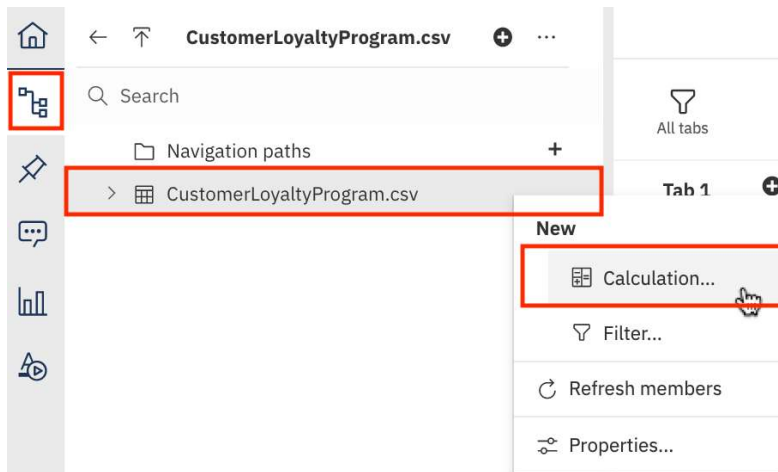 CustomerLoyaltyProgram.csv
Search
All tabs
Navigation paths
CustomerLoyaltyProgram.csv
Tab 1
New
Calculation...
Filter...
Refresh members
Properties...